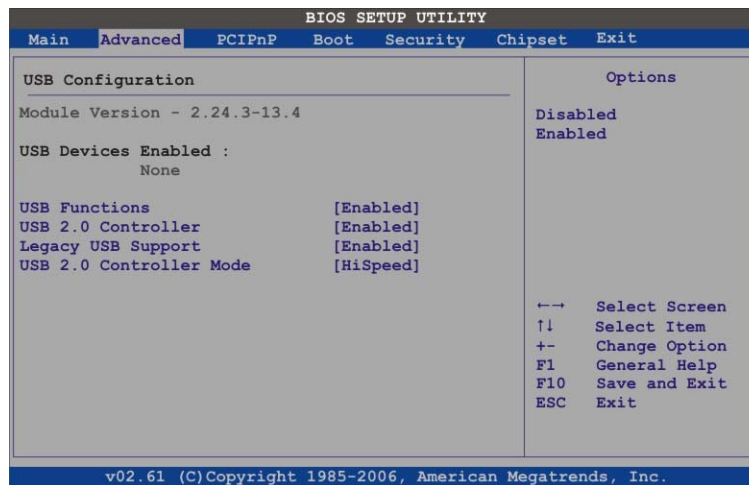 BIOS SETUP UTILITY
Main Advanced PCIPnP Boot Security Chipset Exit
USB Configuration
Module Version - 2.24.3-13.4
USB Devices Enabled :
None
USB Functions [Enabled]
USB 2.0 Controller [Enabled]
Legacy USB Support [Enabled]
USB 2.0 Controller Mode [HiSpeed]
Options
Disabled
Enabled
←→ Select Screen
↑↓ Select Item
+- Change Option
F1 General Help
F10 Save and Exit
ESC Exit
v02.61 (C)Copyright 1985-2006, American Megatrends, Inc.